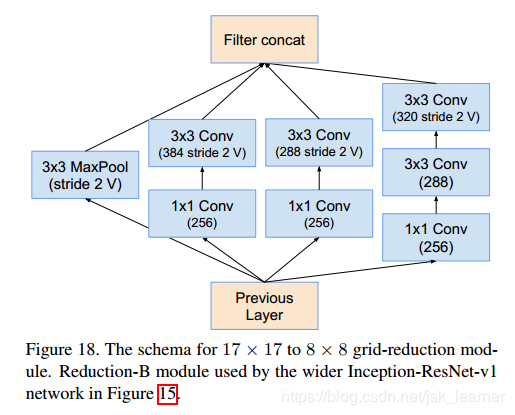 Filter concat
3x3 Conv
(320 stride 2 V)
3x3 Conv
(384 stride 2 V)
3x3 Conv
(288 stride 2 V)
3x3 MaxPool
(stride 2 V)
3x3 Conv
(288)
1x1 Conv
(256)
1x1 Conv
(256)
1x1 Conv
(256)
Previous
Layer
Figure 18. The schema for 17 × 17 to 8 × 8 grid-reduction mod-
ule. Reduction-B module used by the wider Inception-ResNet-v1
network in Figure 15.
https://blog.csdn.net/jsk_learner